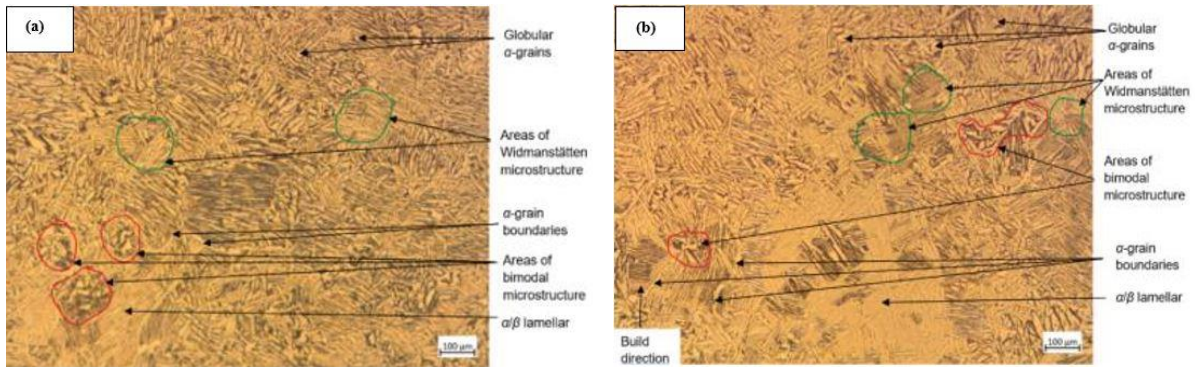 (a)
Globular
α-grains
Areas of
Widmanstätten
microstructure
α-grain
boundaries
Areas of
bimodal
microstructure
α/β lamellar
100 μm
(b)
Globular
α-grains
Areas of
Widmanstätten
microstructure
Areas of
bimodal
microstructure
α-grain
boundaries
α/β lamellar
Build
direction
100 μm